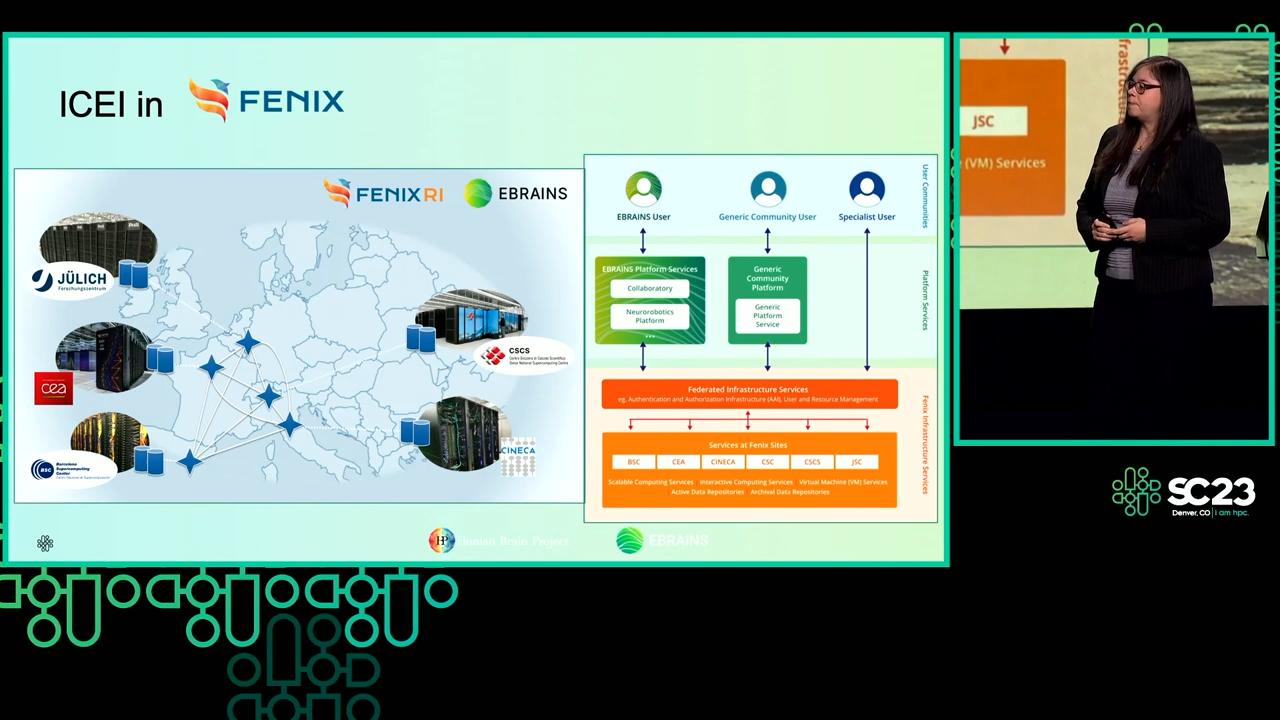 ICEI in FENIX
FENIX RI
EBRAINS
JÜLICH
Forschungszentrum
cea
BSC
Barcelona
Supercomputing
Center
CSCS
CINECA
EBRAINS User
Generic Community User
Specialist User
User Communities
EBRAINS Platform Services
Collaboratory
Neurorobotics
Platform
...
Generic
Community
Platform
Generic
Platform
Service
Platform Services
Federated Infrastructure Services
eg. Authentication and Authorization Infrastructure (AAI), User and Resource Management
Services at Fenix Sites
BSC
CEA
CINECA
CSC
CSCS
JSC
Scalable Computing Services Interactive Computing Services Virtual Machine (VM) Services
Active Data Repositories Archival Data Repositories
Fenix Infrastructure Services
HP
Human Brain Project
EBRAINS
frastructure
JSC
(VM) Services
SC23
Denver, CO | i am hpc.